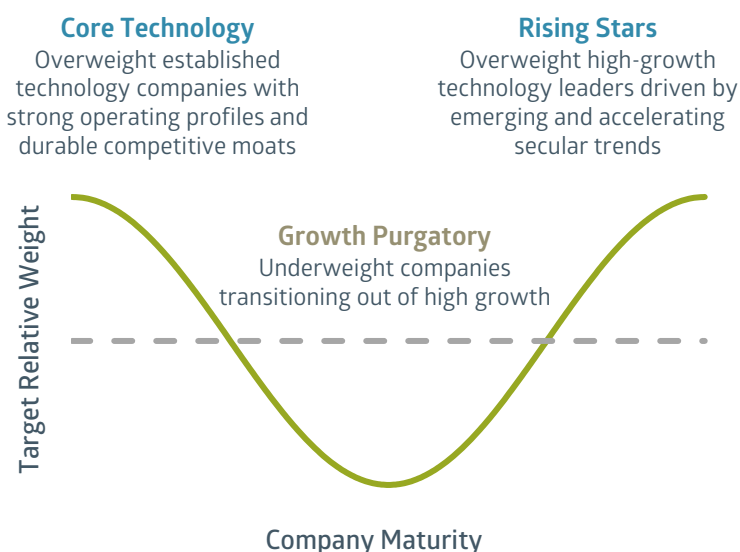 Core Technology
Overweight established
technology companies with
strong operating profiles and
durable competitive moats
Rising Stars
Overweight high-growth
technology leaders driven by
emerging and accelerating
secular trends
Growth Purgatory
Underweight companies
transitioning out of high growth
Target Relative Weight
Company Maturity